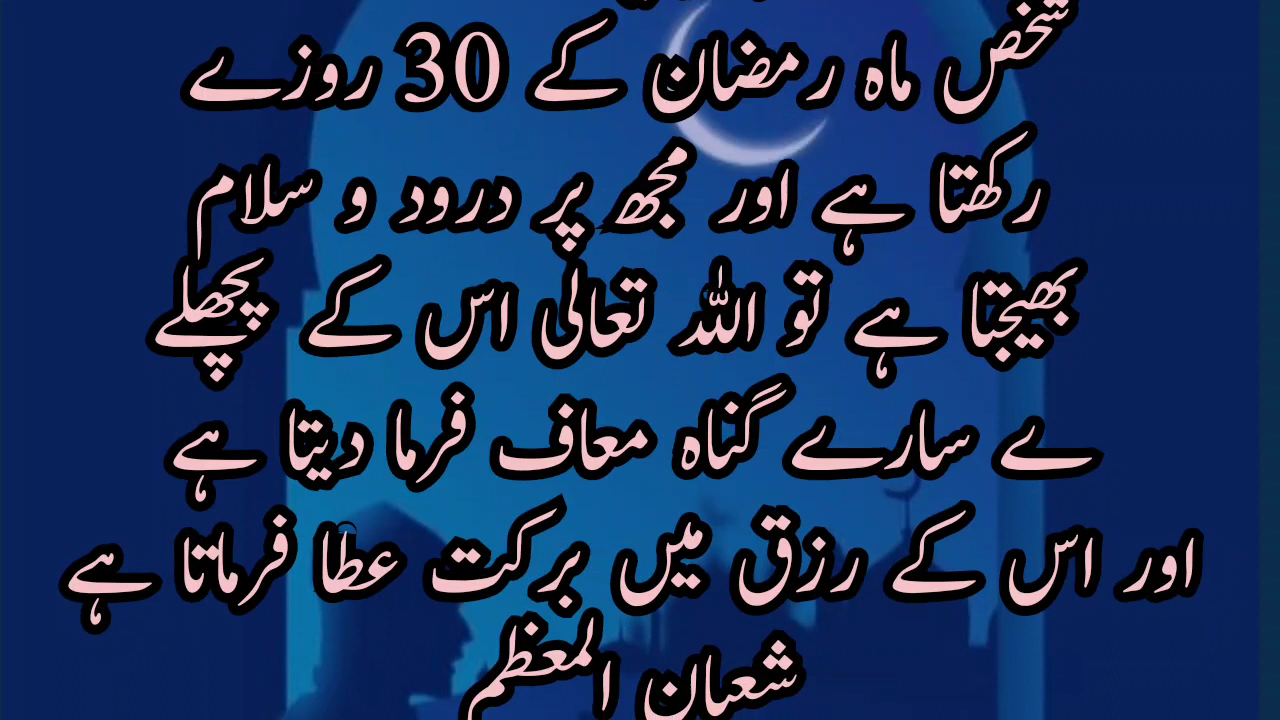 شخص ماہ رمضان کے 30 روزے
رکھتا ہے اور مجھ پر درود و سلام
بھیجتا ہے تو اللہ تعالیٰ اس کے پچھلے
ے سارے گناہ معاف فرما دیتا ہے
اور اس کے رزق میں برکت عطا فرماتا ہے
شعبان المعظم